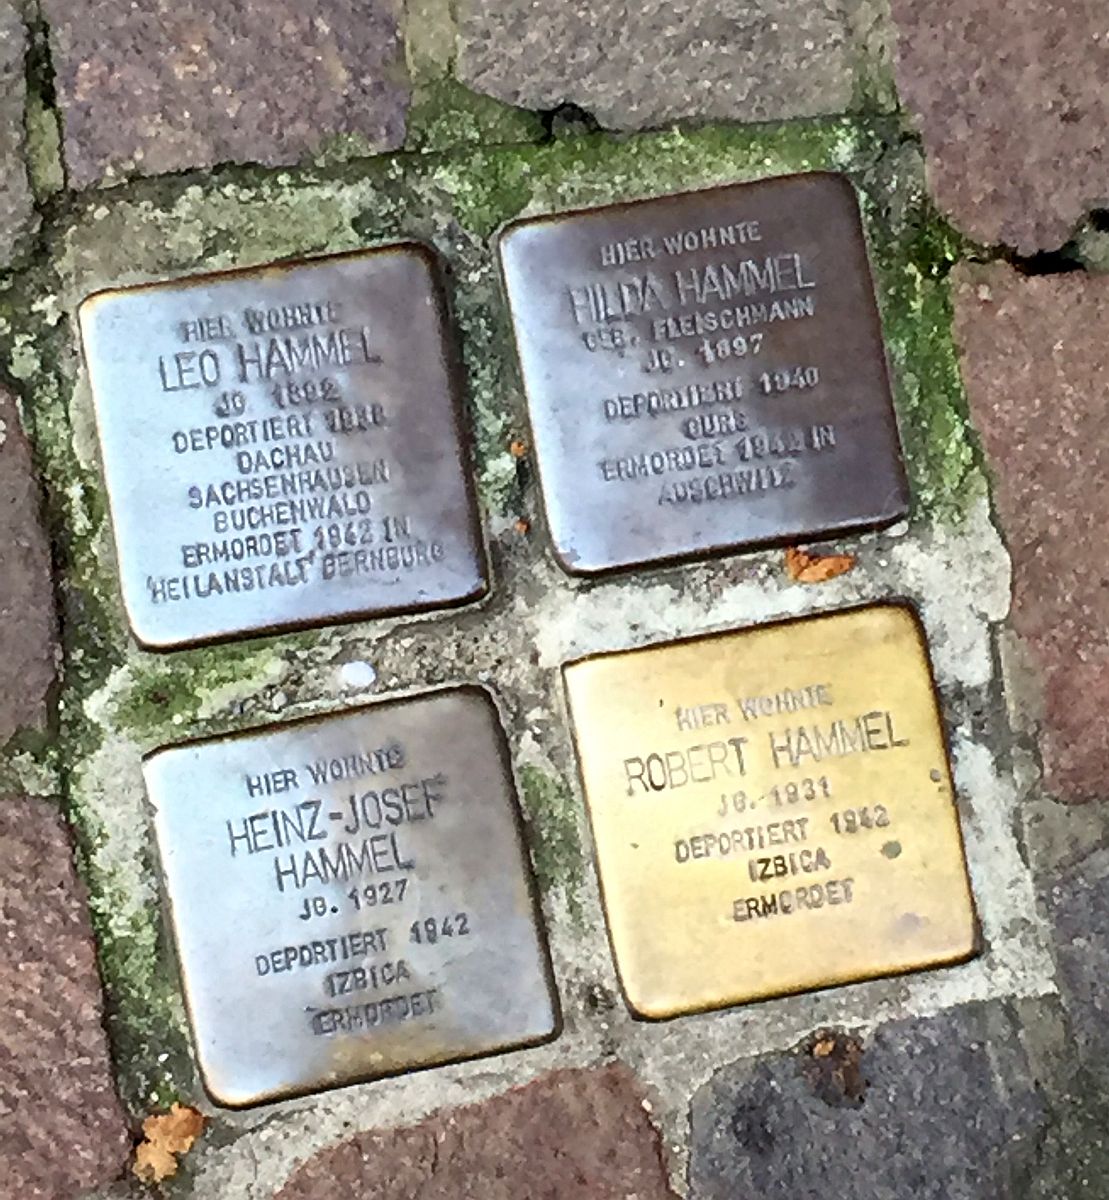 HIER WOHNTE
LEO HAMMEL
JG. 1892
DEPORTIERT 1938
DACHAU
SACHSENHAUSEN
BUCHENWALD
ERMORDET 1942 IN
'HEILANSTALT' BERNBURG
HIER WOHNTE
HILDA HAMMEL
GEB. FLEISCHMANN
JG. 1897
DEPORTIERT 1940
GURS
ERMORDET 1942 IN
AUSCHWITZ
HIER WOHNTE
HEINZ-JOSEF
HAMMEL
JG. 1927
DEPORTIERT 1942
IZBICA
ERMORDET
HIER WOHNTE
ROBERT HAMMEL
JG. 1931
DEPORTIERT 1942
IZBICA
ERMORDET